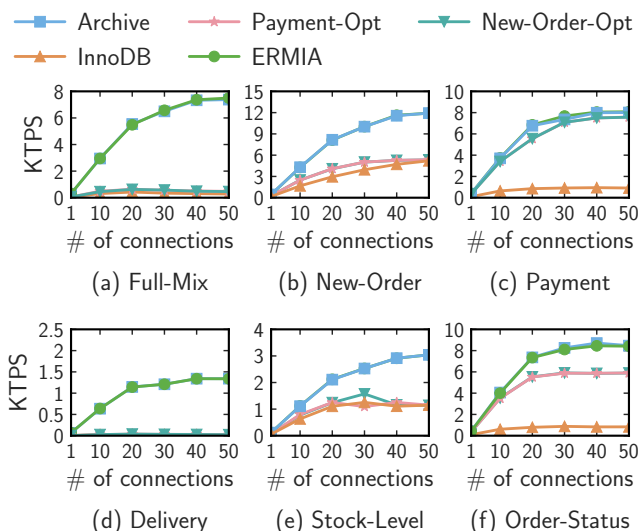 Archive Payment-Opt New-Order-Opt
InnoDB ERMIA
KTPS
8
6
4
2
0
1 10 20 30 40 50
# of connections
(a) Full-Mix
15
12
9
6
3
0
1 10 20 30 40 50
# of connections
(b) New-Order
10
8
6
4
2
0
1 10 20 30 40 50
# of connections
(c) Payment
KTPS
2.5
2
1.5
1
0.5
0
1 10 20 30 40 50
# of connections
(d) Delivery
4
3
2
1
0
1 10 20 30 40 50
# of connections
(e) Stock-Level
10
8
6
4
2
0
1 10 20 30 40 50
# of connections
(f) Order-Status